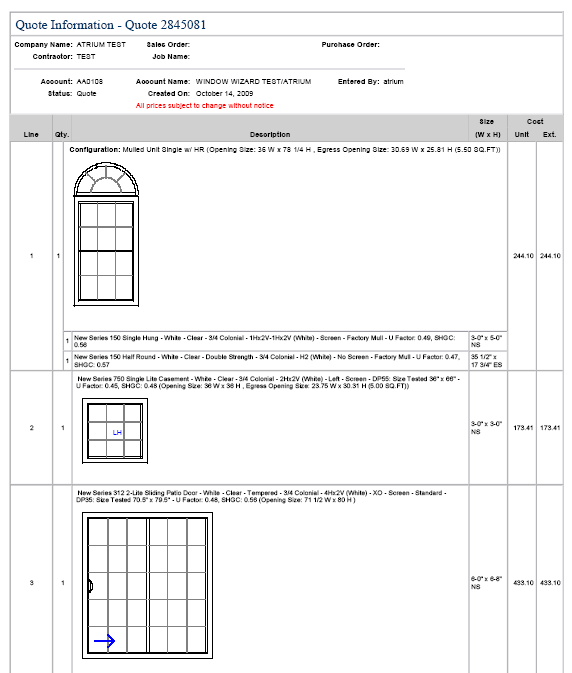 Quote Information - Quote 2845081
Company Name: ATRIUM TEST Sales Order: Purchase Order:
Contractor: TEST Job Name:
Account: AA0108 Account Name: WINDOW WIZARD TEST/ATRIUM Entered By: atrium
Status: Quote Created On: October 14, 2009
All prices subject to change without notice
Size Cost
Line Qty. Description (W x H) Unit Ext.
Configuration: Mulled Unit Single w/ HR (Opening Size: 36 W x 78 1/4 H , Egress Opening Size: 30.69 W x 25.81 H (5.50 SQ.FT))
1 1 244.10 244.10
1 New Series 150 Single Hung - White - Clear - 3/4 Colonial - 1Hx2V-1Hx2V (White) - Screen - Factory Mull - U Factor: 0.49, SHGC: 3-0" x 5-0"
0.56 NS
1 New Series 150 Half Round - White - Clear - Double Strength - 3/4 Colonial - H2 (White) - No Screen - Factory Mull - U Factor: 0.47, 35 1/2" x
SHGC: 0.57 17 3/4" ES
New Series 750 Single Lite Casement - White - Clear - 3/4 Colonial - 2Hx2V (White) - Left - Screen - DP55: Size Tested 36" x 66" -
U Factor: 0.45, SHGC: 0.48 (Opening Size: 36 W x 36 H , Egress Opening Size: 23.75 W x 30.31 H (5.00 SQ.FT))
2 1 LH 3-0" x 3-0" 173.41 173.41
NS
New Series 312 2-Lite Sliding Patio Door - White - Clear - Tempered - 3/4 Colonial - 4Hx2V (White) - XO - Screen - Standard -
DP35: Size Tested 70.5" x 79.5" - U Factor: 0.48, SHGC: 0.56 (Opening Size: 71 1/2 W x 80 H )
3 1 6-0" x 6-8" 433.10 433.10
NS